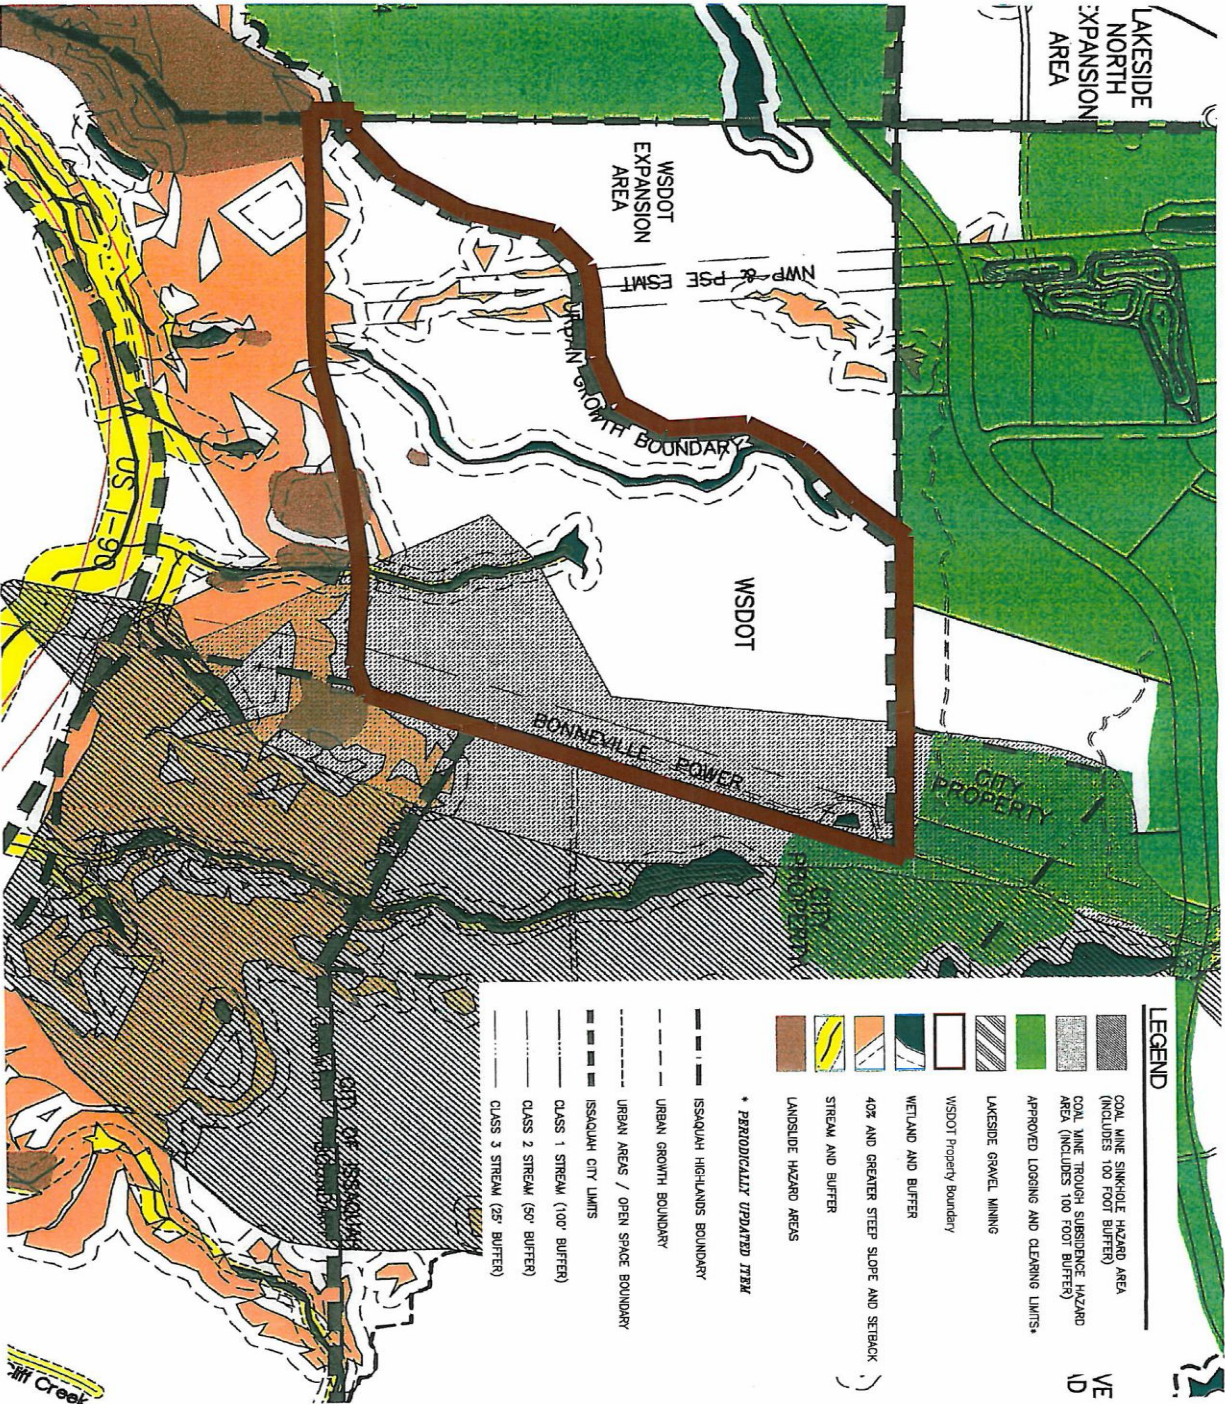 LAKESIDE
NORTH
EXPANSION
AREA
WSDOT
EXPANSION
AREA
NWP & PSE ESMT
URBAN GROWTH BOUNDARY
WSDOT
BONNEVILLE POWER
CITY
PROPERTY
CITY
PROPERTY
US I-90
CITY OF ISSAQUAH
Cliff Creek
LEGEND
COAL MINE SINKHOLE HAZARD AREA
(INCLUDES 100 FOOT BUFFER)
COAL MINE TROUGH SUBSIDENCE HAZARD
AREA (INCLUDES 100 FOOT BUFFER)
APPROVED LOGGING AND CLEARING LIMITS*
LAKESIDE GRAVEL MINING
WSDOT Property Boundary
WETLAND AND BUFFER
40% AND GREATER STEEP SLOPE AND SETBACK
STREAM AND BUFFER
LANDSLIDE HAZARD AREAS
* PERIODICALLY UPDATED ITEM
ISSAQUAH HIGHLANDS BOUNDARY
URBAN GROWTH BOUNDARY
URBAN AREAS / OPEN SPACE BOUNDARY
ISSAQUAH CITY LIMITS
CLASS 1 STREAM (100' BUFFER)
CLASS 2 STREAM (50' BUFFER)
CLASS 3 STREAM (25' BUFFER)
VE